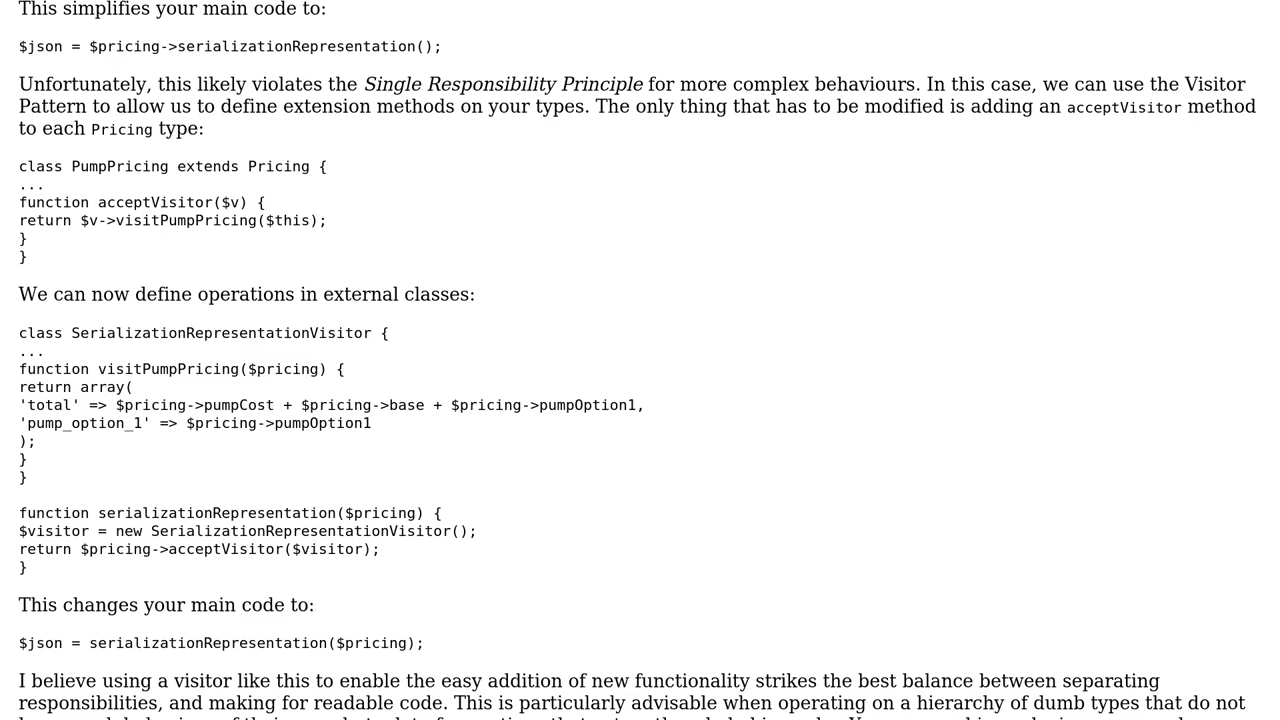 This simplifies your main code to:
$json = $pricing->serializationRepresentation();
Unfortunately, this likely violates the Single Responsibility Principle for more complex behaviours. In this case, we can use the Visitor
Pattern to allow us to define extension methods on your types. The only thing that has to be modified is adding an acceptVisitor method
to each Pricing type:
class PumpPricing extends Pricing {
...
function acceptVisitor($v) {
return $v->visitPumpPricing($this);
}
}
We can now define operations in external classes:
class SerializationRepresentationVisitor {
...
function visitPumpPricing($pricing) {
return array(
'total' => $pricing->pumpCost + $pricing->base + $pricing->pumpOption1,
'pump_option_1' => $pricing->pumpOption1
);
}
}
function serializationRepresentation($pricing) {
$visitor = new SerializationRepresentationVisitor();
return $pricing->acceptVisitor($visitor);
}
This changes your main code to:
$json = serializationRepresentation($pricing);
I believe using a visitor like this to enable the easy addition of new functionality strikes the best balance between separating
responsibilities, and making for readable code. This is particularly advisable when operating on a hierarchy of dumb types that do not